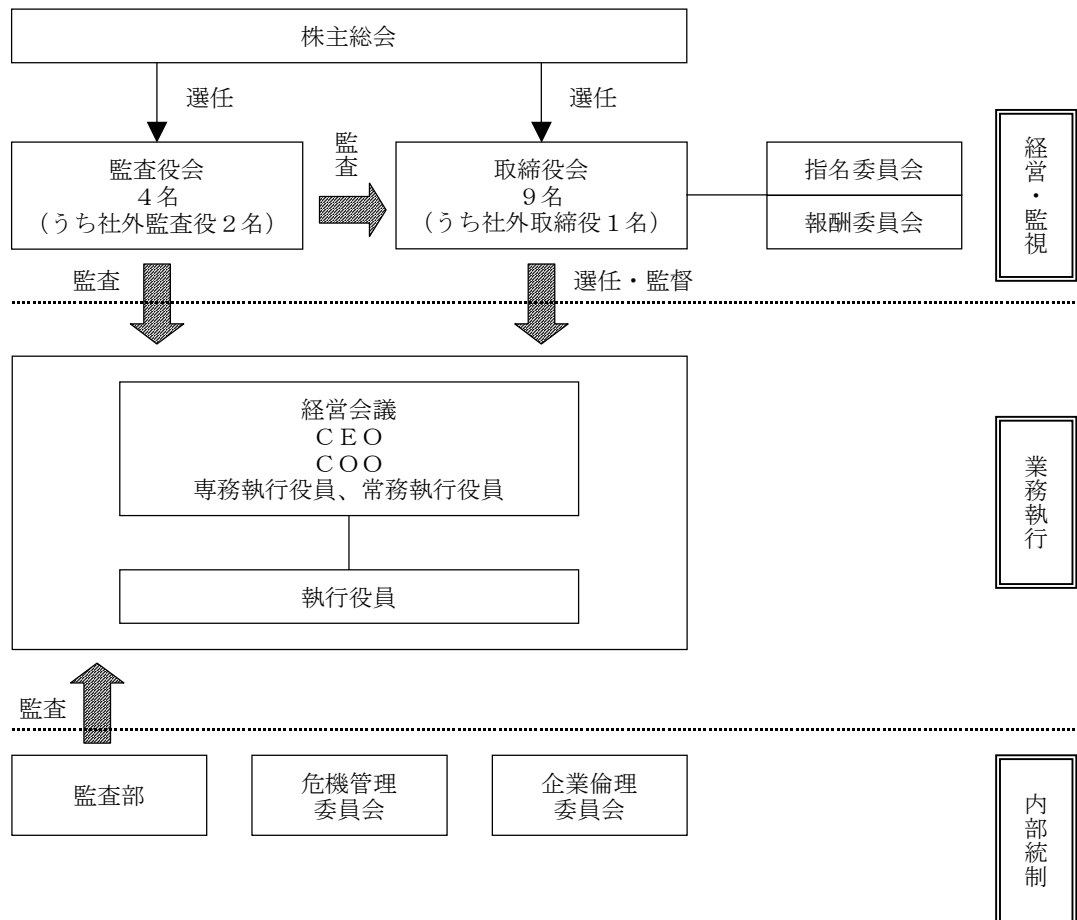 株主総会
選任
選任
監査役会
４名
（うち社外監査役２名）
監査
取締役会
９名
（うち社外取締役１名）
指名委員会
報酬委員会
経営・監視
監査
選任・監督
経営会議
ＣＥＯ
ＣＯＯ
専務執行役員、常務執行役員
執行役員
業務執行
監査
監査部
危機管理
委員会
企業倫理
委員会
内部統制